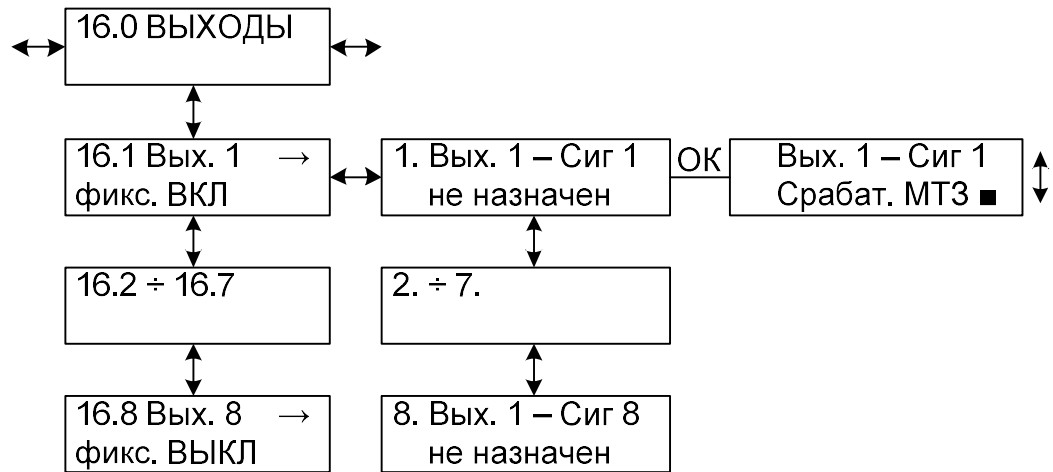 16.0 ВЫХОДЫ
16.1 Вых. 1 →
фикс. ВКЛ
1. Вых. 1 – Сиг 1
не назначен
ОК
Вых. 1 – Сиг 1
Срабат. МТЗ ■
16.2 ÷ 16.7
2. ÷ 7.
16.8 Вых. 8 →
фикс. ВЫКЛ
8. Вых. 1 – Сиг 8
не назначен